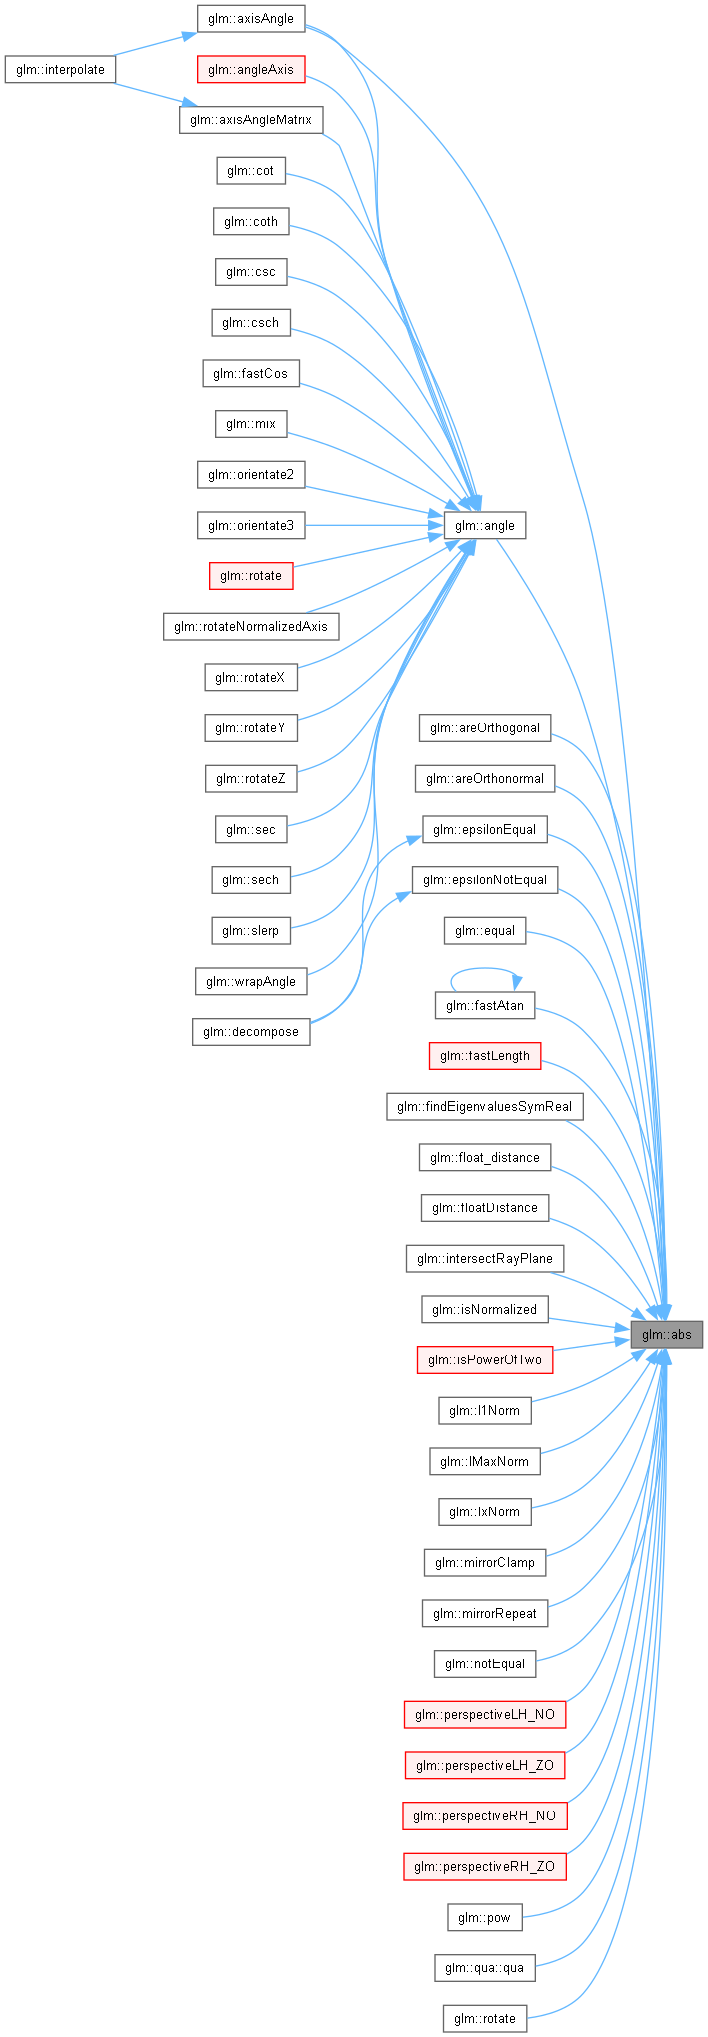 glm::axisAngle
glm::interpolate
glm::angleAxis
glm::axisAngleMatrix
glm::cot
glm::coth
glm::csc
glm::csch
glm::fastCos
glm::mix
glm::orientate2
glm::orientate3
glm::angle
glm::rotate
glm::rotateNormalizedAxis
glm::rotateX
glm::rotateY
glm::rotateZ
glm::sec
glm::sech
glm::slerp
glm::wrapAngle
glm::decompose
glm::areOrthogonal
glm::areOrthonormal
glm::epsilonEqual
glm::epsilonNotEqual
glm::equal
glm::fastAtan
glm::fastLength
glm::findEigenvaluesSymReal
glm::float_distance
glm::floatDistance
glm::intersectRayPlane
glm::isNormalized
glm::abs
glm::isPowerOfTwo
glm::l1Norm
glm::lMaxNorm
glm::lxNorm
glm::mirrorClamp
glm::mirrorRepeat
glm::notEqual
glm::perspectiveLH_NO
glm::perspectiveLH_ZO
glm::perspectiveRH_NO
glm::perspectiveRH_ZO
glm::pow
glm::qua::qua
glm::rotate